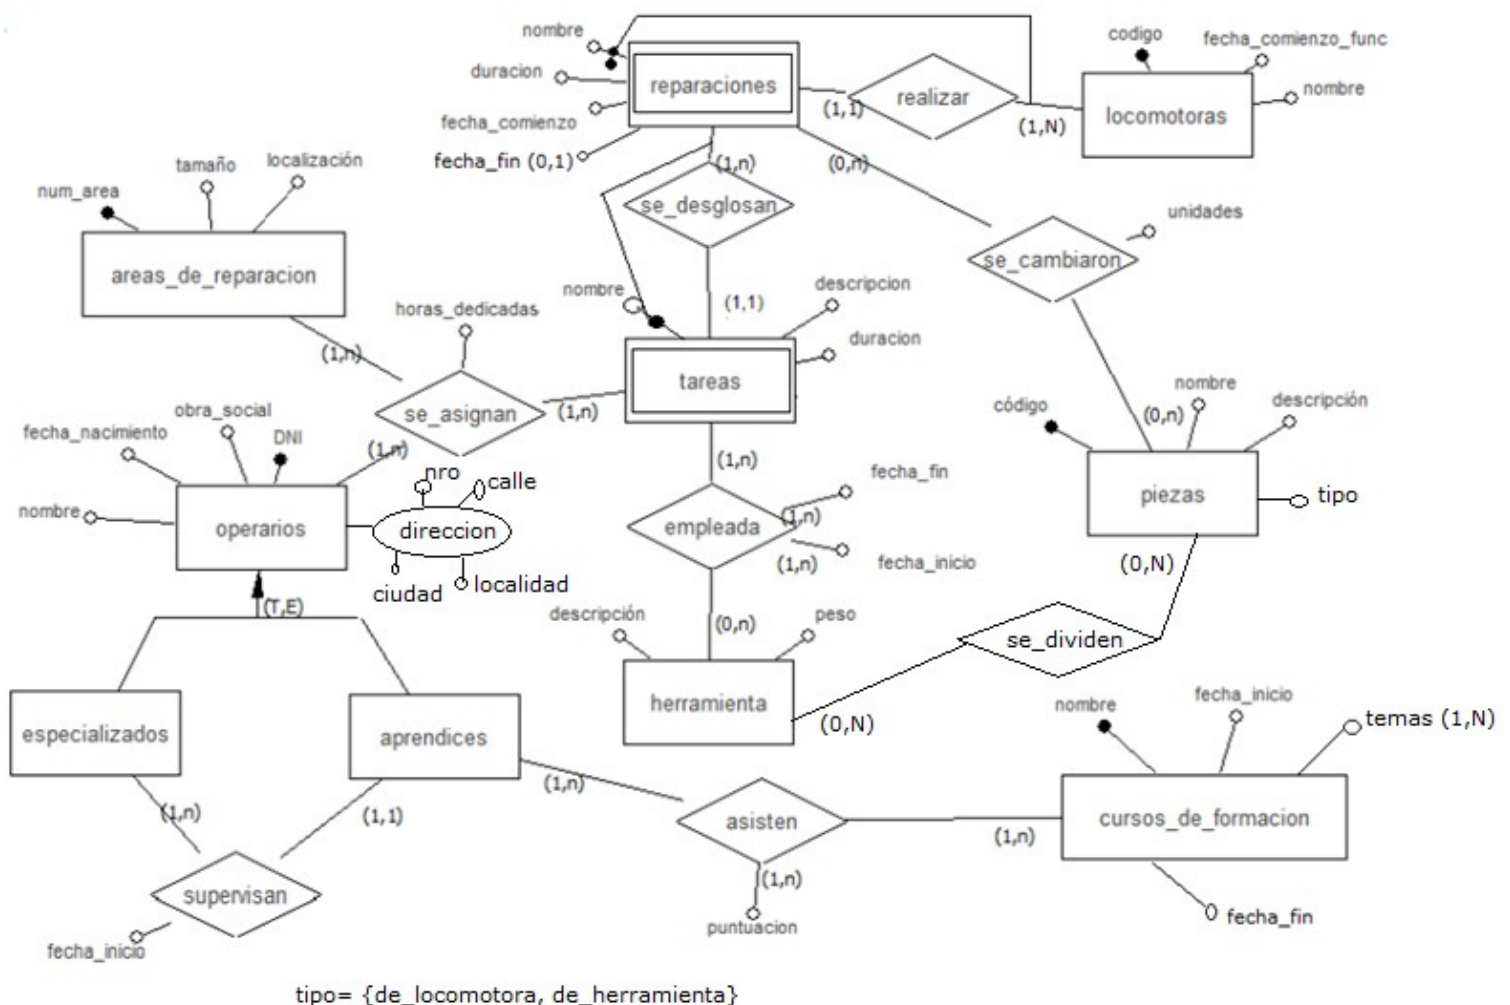 nombre
codigo
fecha_comienzo_func
duracion
reparaciones
realizar
nombre
(1,1)
locomotoras
fecha_comienzo
(1,N)
fecha_fin (0,1)
(1,n)
(0,n)
tamaño
localización
num_area
se_desglosan
unidades
areas_de_reparacion
se_cambiaron
nombre
descripcion
(1,1)
horas_dedicadas
duracion
(1,n)
tareas
nombre
código
descripción
obra_social
se_asignan
(1,n)
(0,n)
fecha_nacimiento
DNI
(1,n)
(1,n)
nro
calle
fecha_fin
piezas
tipo
nombre
operarios
direccion
empleada
(1,n)
(1,n)
fecha_inicio
(0,N)
ciudad
localidad
(T,E)
descripción
(0,n)
peso
se_dividen
herramienta
(0,N)
nombre
fecha_inicio
temas (1,N)
especializados
aprendices
(1,n)
(1,n)
(1,1)
asisten
(1,n)
cursos_de_formacion
supervisan
(1,n)
puntuacion
fecha_fin
fecha_inicio
tipo= {de_locomotora, de_herramienta}